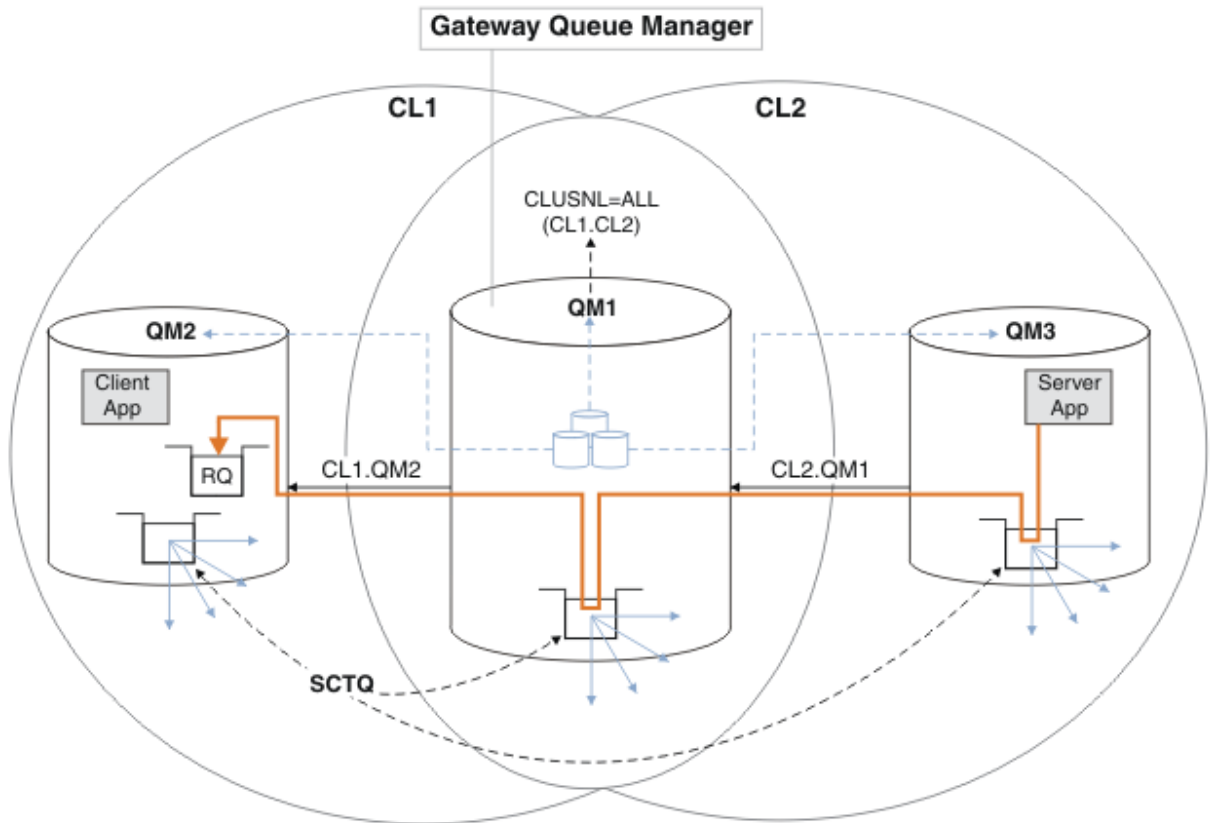 Gateway Queue Manager
CL1
CL2
CLUSNL=ALL
(CL1.CL2)
QM2
QM1
QM3
Client
App
Server
App
RQ
CL1.QM2
CL2.QM1
SCTQ